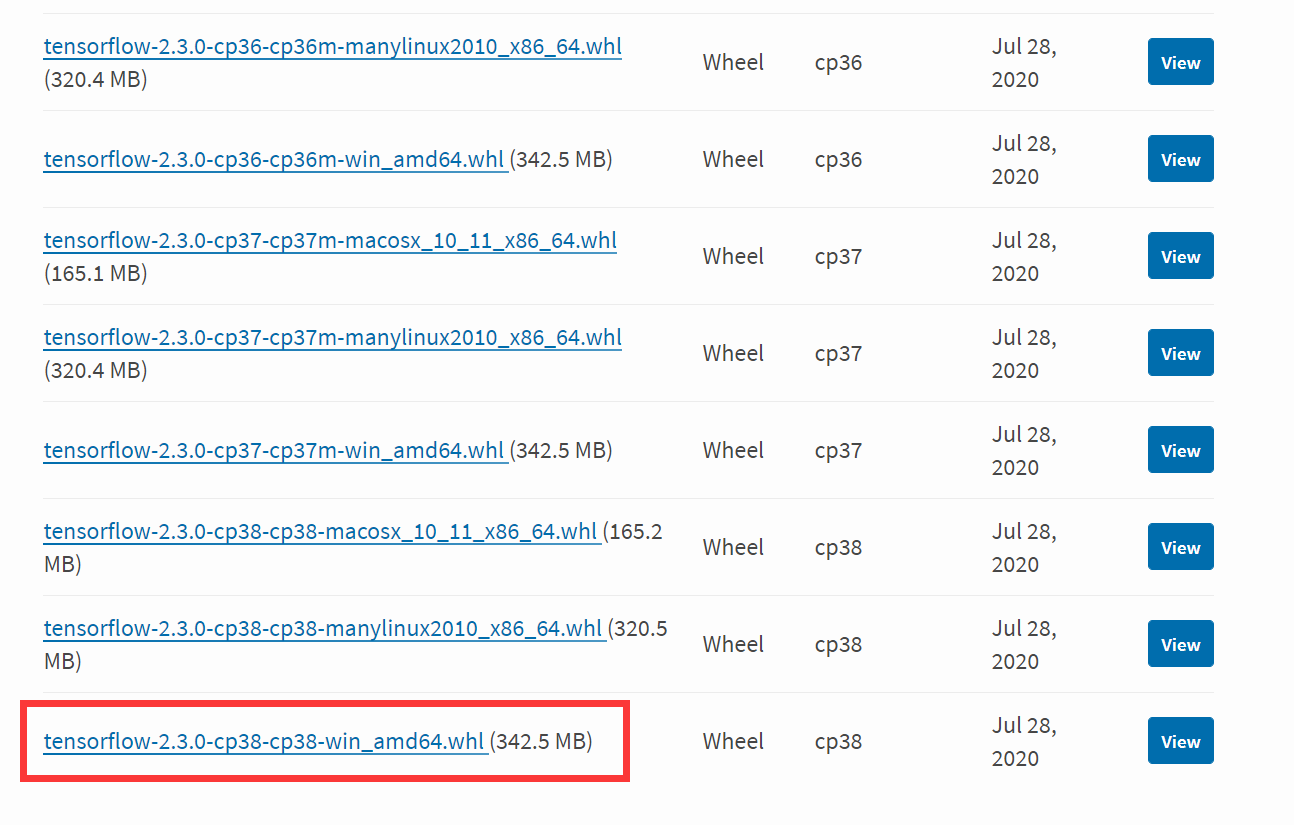 tensorflow-2.3.0-cp36-cp36m-manylinux2010_x86_64.whl
(320.4 MB)
Wheel
cp36
Jul 28,
2020
View
tensorflow-2.3.0-cp36-cp36m-win_amd64.whl (342.5 MB)
Wheel
cp36
Jul 28,
2020
View
tensorflow-2.3.0-cp37-cp37m-macosx_10_11_x86_64.whl
(165.1 MB)
Wheel
cp37
Jul 28,
2020
View
tensorflow-2.3.0-cp37-cp37m-manylinux2010_x86_64.whl
(320.4 MB)
Wheel
cp37
Jul 28,
2020
View
tensorflow-2.3.0-cp37-cp37m-win_amd64.whl (342.5 MB)
Wheel
cp37
Jul 28,
2020
View
tensorflow-2.3.0-cp38-cp38-macosx_10_11_x86_64.whl (165.2
MB)
Wheel
cp38
Jul 28,
2020
View
tensorflow-2.3.0-cp38-cp38-manylinux2010_x86_64.whl (320.5
MB)
Wheel
cp38
Jul 28,
2020
View
tensorflow-2.3.0-cp38-cp38-win_amd64.whl (342.5 MB)
Wheel
cp38
Jul 28,
2020
View